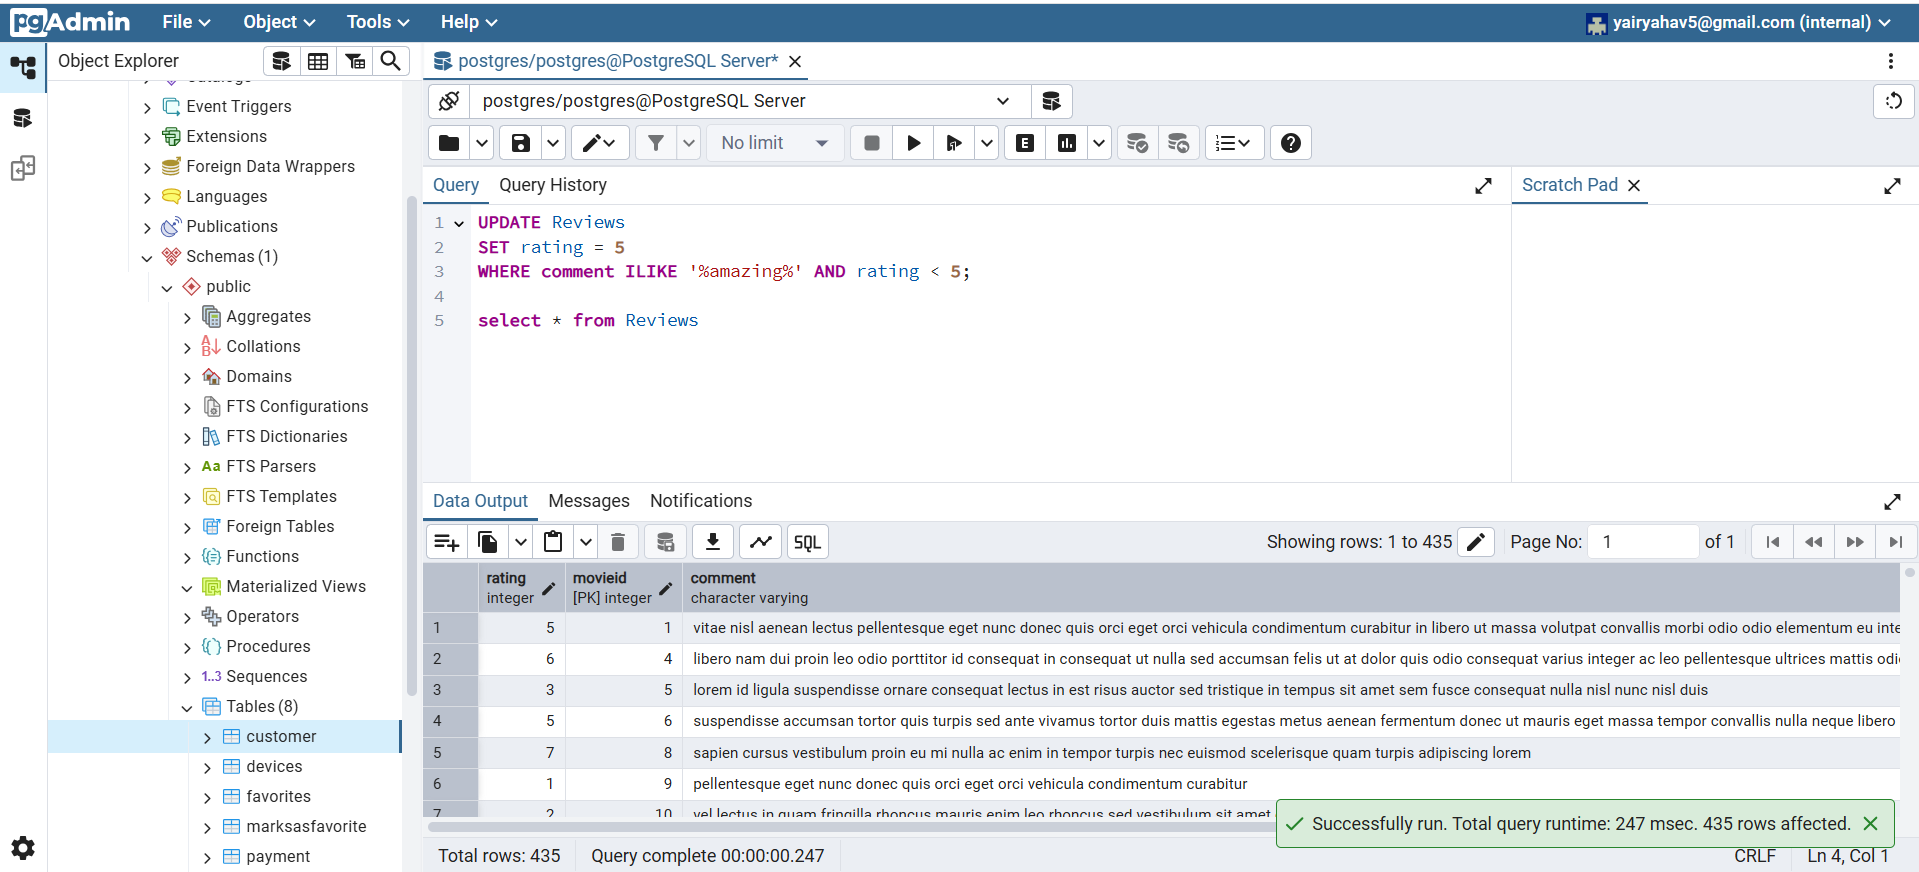 pgAdmin File Object Tools Help yairyahav5@gmail.com (internal)
Object Explorer
postgres/postgres@PostgreSQL Server*
Catalogs
Event Triggers
Extensions
Foreign Data Wrappers
Languages
Publications
Schemas (1)
public
Aggregates
Collations
Domains
FTS Configurations
FTS Dictionaries
Aa FTS Parsers
FTS Templates
Foreign Tables
Functions
Materialized Views
Operators
Procedures
1..3 Sequences
Tables (8)
customer
devices
favorites
marksasfavorite
payment
postgres/postgres@PostgreSQL Server
No limit E
Query Query History Scratch Pad
1 UPDATE Reviews
2 SET rating = 5
3 WHERE comment ILIKE '%amazing%' AND rating < 5;
4
5 select * from Reviews
Data Output Messages Notifications
SQL Showing rows: 1 to 435 Page No: 1 of 1
rating movieid comment
integer [PK] integer character varying
1 5 1 vitae nisl aenean lectus pellentesque eget nunc donec quis orci eget orci vehicula condimentum curabitur in libero ut massa volutpat convallis morbi odio odio elementum eu inte
2 6 4 libero nam dui proin leo odio porttitor id consequat in consequat ut nulla sed accumsan felis ut at dolor quis odio consequat varius integer ac leo pellentesque ultrices mattis odi
3 3 5 lorem id ligula suspendisse ornare consequat lectus in est risus auctor sed tristique in tempus sit amet sem fusce consequat nulla nisl nunc nisl duis
4 5 6 suspendisse accumsan tortor quis turpis sed ante vivamus tortor duis mattis egestas metus aenean fermentum donec ut mauris eget massa tempor convallis nulla neque libero
5 7 8 sapien cursus vestibulum proin eu mi nulla ac enim in tempor turpis nec euismod scelerisque quam turpis adipiscing lorem
6 1 9 pellentesque eget nunc donec quis orci eget orci vehicula condimentum curabitur
7 2 10 vel lectus in quam fringilla rhoncus mauris enim leo rhoncus sed vestibulum sit amet
Successfully run. Total query runtime: 247 msec. 435 rows affected.
Total rows: 435 Query complete 00:00:00.247 CRLF Ln 4, Col 1